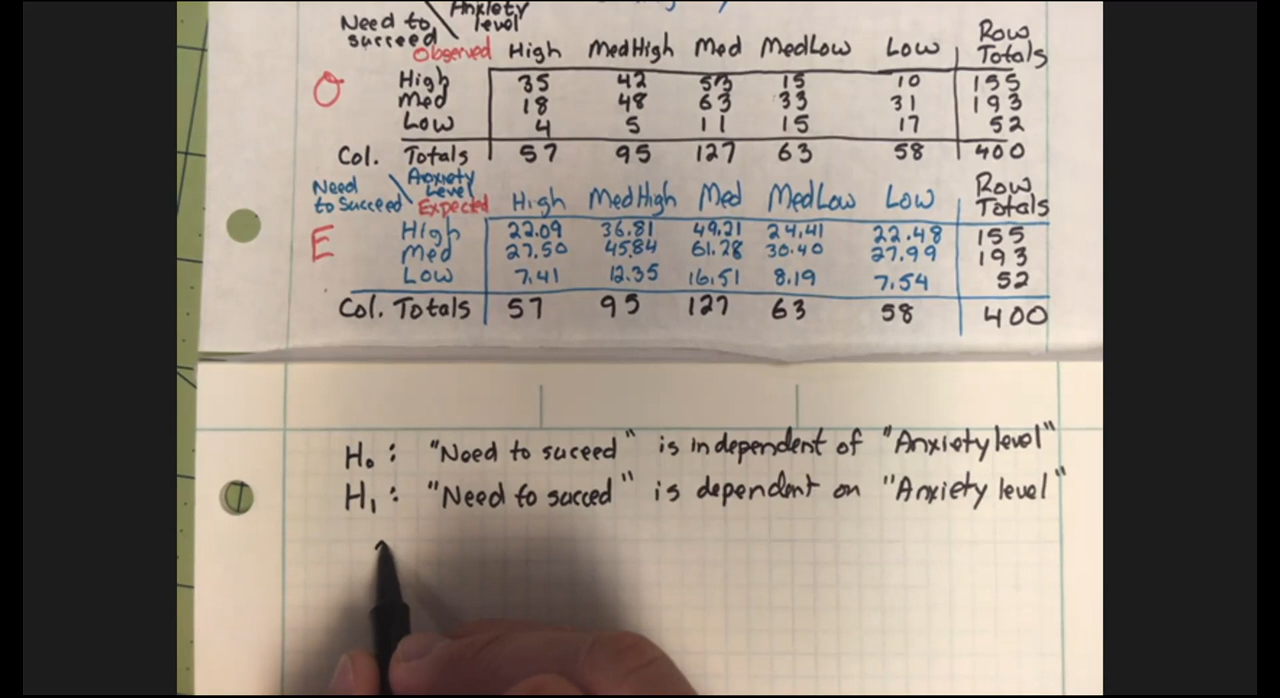 Need to succeed \ Anxiety level
Observed High MedHigh Med MedLow Low Row Totals
O High 35 42 53 15 10 155
Med 18 48 63 33 31 193
Low 4 5 11 15 17 52
Col. Totals 57 95 127 63 58 400
Need to Succeed \ Anxiety Level
Expected High MedHigh Med MedLow Low Row Totals
E High 22.09 36.81 49.21 24.41 22.48 155
Med 27.50 45.84 61.28 30.40 27.99 193
Low 7.41 12.35 16.51 8.19 7.54 52
Col. Totals 57 95 127 63 58 400
H₀: "Need to suceed" is independent of "Anxiety level"
H₁: "Need to succed" is dependent on "Anxiety level"